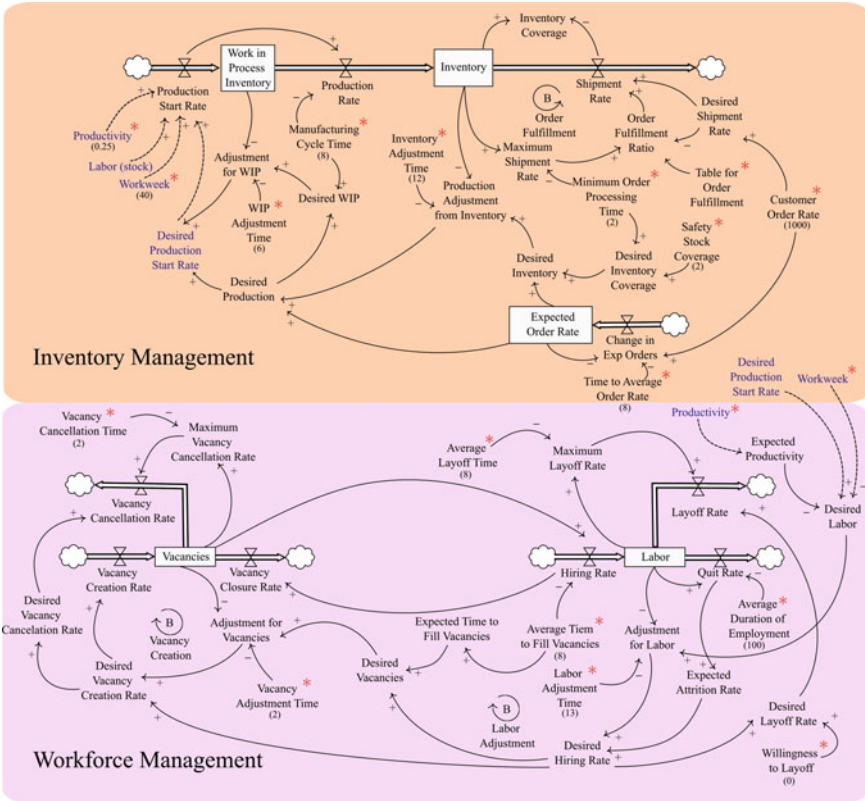 Inventory
Coverage
Work in
Process
Inventory
Inventory
Production
Start Rate
Production
Rate
Shipment
Rate
B
Order
Fulfillment
Order
Fulfillment
Ratio
Desired
Shipment
Rate
Productivity *
(0.25)
Labor (stock)
Workweek *
(40)
Manufacturing *
Cycle Time
(8)
Inventory *
Adjustment
Time
(12)
Maximum
Shipment
Rate
Adjustment
for WIP
WIP *
Adjustment
Time
(6)
Desired WIP
Production
Adjustment
from Inventory
Minimum Order *
Processing
Time
(2)
Table for *
Order
Fulfillment
Customer *
Order Rate
(1000)
Safety *
Stock
Coverage
(2)
Desired
Production
Start Rate
Desired
Production
Desired
Inventory
Desired
Inventory
Coverage
Expected
Order Rate
Change in
Exp Orders
Time to Average *
Order Rate
(8)
Inventory Management
Desired
Production
Start Rate
Workweek *
Productivity *
Vacancy *
Cancellation Time
(2)
Maximum
Vacancy
Cancellation Rate
Average *
Layoff Time
(8)
Maximum
Layoff Rate
Expected
Productivity
Vacancy
Cancellation Rate
Layoff Rate
Desired
Labor
Vacancies
Labor
Vacancy
Creation Rate
Vacancy
Closure Rate
Hiring Rate
Quit Rate
Desired
Vacancy
Cancelation Rate
B
Vacancy
Creation
Adjustment for
Vacancies
Expected Time to
Fill Vacancies
Average Tiem *
to Fill Vacancies
(8)
Adjustment
for Labor
Average *
Duration of
Employment
(100)
Desired
Vacancy
Creation Rate
Vacancy *
Adjustment Time
(2)
Desired
Vacancies
Labor *
Adjustment
Time
(13)
Expected
Attrition Rate
B
Labor
Adjustment
Desired
Hiring Rate
Desired
Layoff Rate
Willingness *
to Layoff
(0)
Workforce Management